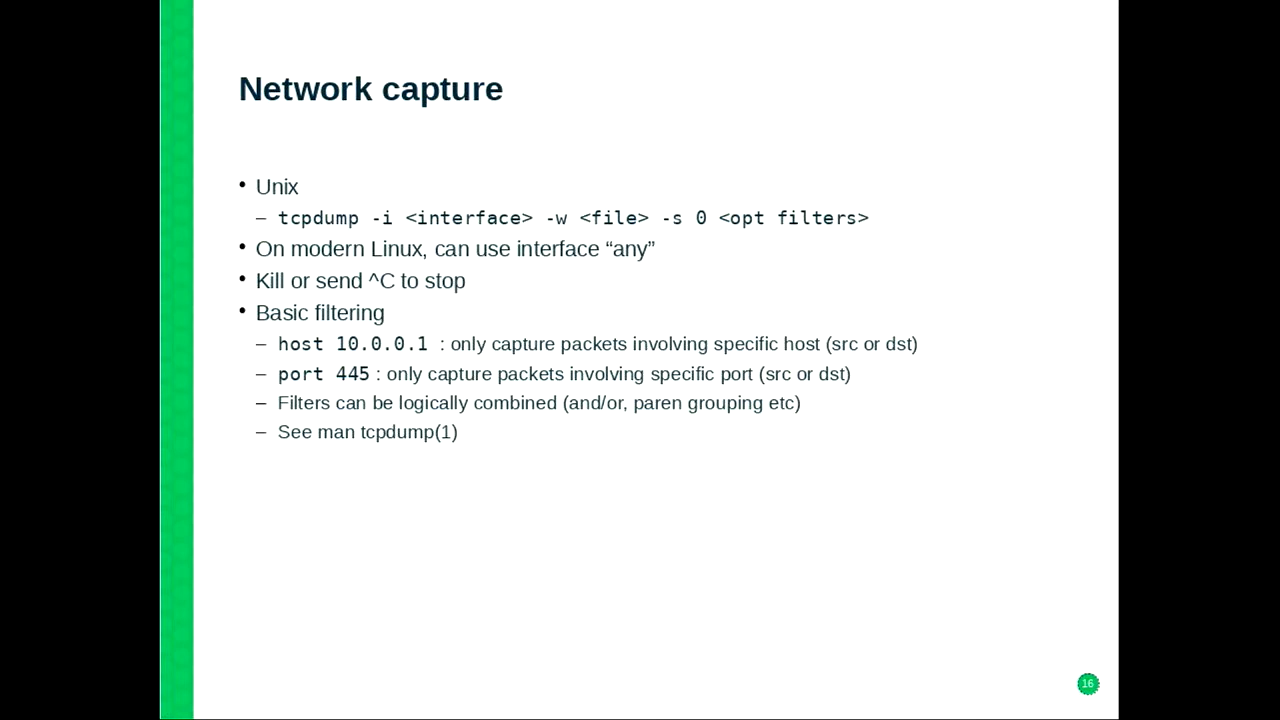 Network capture
• Unix
– tcpdump -i <interface> -w <file> -s 0 <opt filters>
• On modern Linux, can use interface “any”
• Kill or send ^C to stop
• Basic filtering
– host 10.0.0.1 : only capture packets involving specific host (src or dst)
– port 445 : only capture packets involving specific port (src or dst)
– Filters can be logically combined (and/or, paren grouping etc)
– See man tcpdump(1)
16